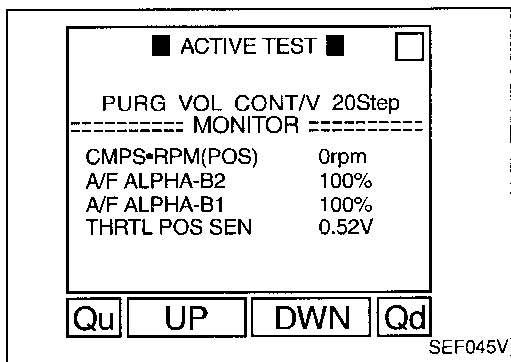 ■ ACTIVE TEST ■
PURG VOL CONT/V 20Step
========== MONITOR ==========
CMPS•RPM(POS) 0rpm
A/F ALPHA-B2 100%
A/F ALPHA-B1 100%
THRTL POS SEN 0.52V
Qu UP DWN Qd
SEF045V